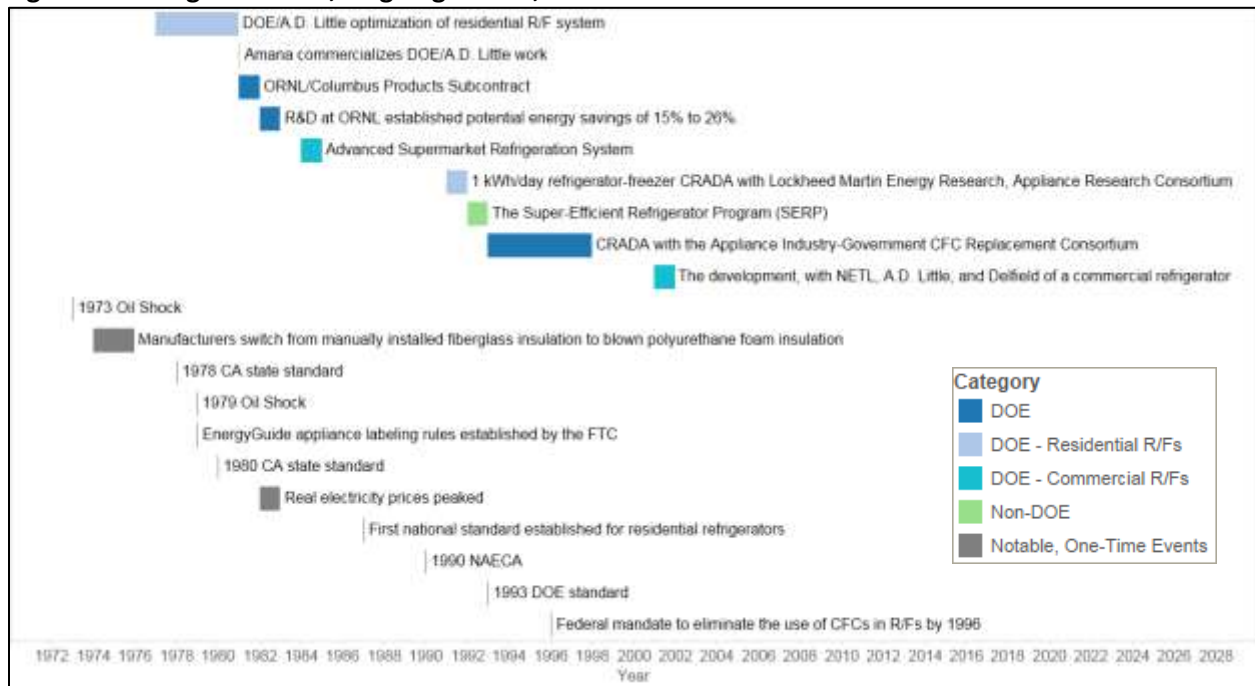 DOE/A.D. Little optimization of residential R/F system
Amana commercializes DOE/A.D. Little work
ORNL/Columbus Products Subcontract
R&D at ORNL established potential energy savings of 15% to 26%
Advanced Supermarket Refrigeration System
1 kWh/day refrigerator-freezer CRADA with Lockheed Martin Energy Research, Appliance Research Consortium
The Super-Efficient Refrigerator Program (SERP)
CRADA with the Appliance Industry-Government CFC Replacement Consortium
The development, with NETL, A.D. Little, and Delfield of a commercial refrigerator
1973 Oil Shock
Manufacturers switch from manually installed fiberglass insulation to blown polyurethane foam insulation
1978 CA state standard
1979 Oil Shock
EnergyGuide appliance labeling rules established by the FTC
1980 CA state standard
Real electricity prices peaked
First national standard established for residential refrigerators
1990 NAECA
1993 DOE standard
Federal mandate to eliminate the use of CFCs in R/Fs by 1996
Category
DOE
DOE - Residential R/Fs
DOE - Commercial R/Fs
Non-DOE
Notable, One-Time Events
1972 1974 1976 1978 1980 1982 1984 1986 1988 1990 1992 1994 1996 1998 2000 2002 2004 2006 2008 2010 2012 2014 2016 2018 2020 2022 2024 2026 2028
Year